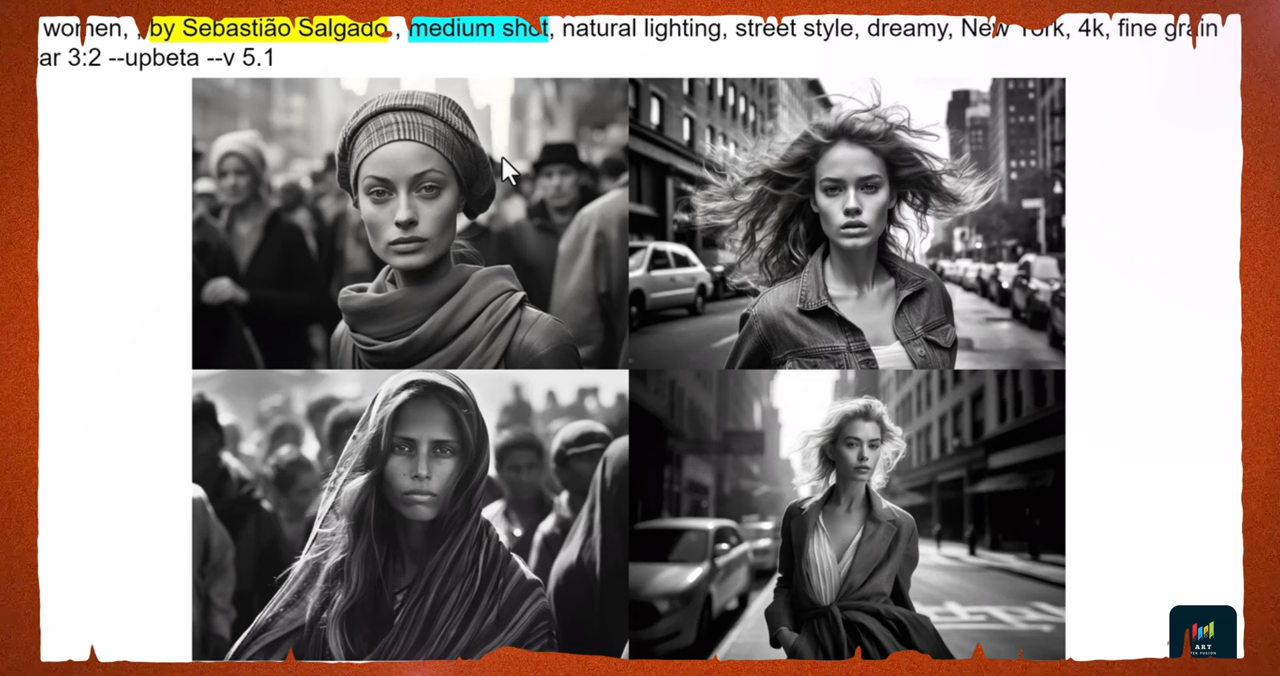 women, , by Sebastião Salgado , medium shot, natural lighting, street style, dreamy, New York, 4k, fine grain
ar 3:2 --upbeta --v 5.1
ART